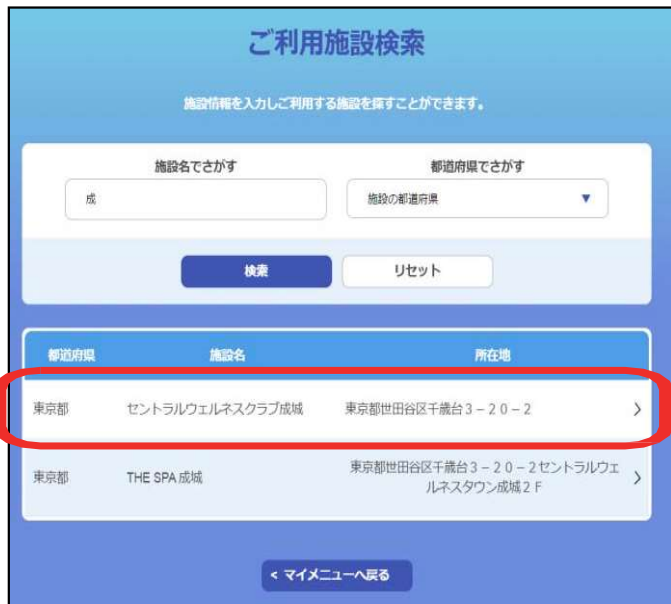 ご利用施設検索
施設情報を入力しご利用する施設を探すことができます。
施設名でさがす
都道府県でさがす
成
施設の都道府県 ▼
検索
リセット
都道府県 施設名 所在地
東京都 セントラルウェルネスクラブ成城 東京都世田谷区千歳台3-20-2 >
東京都 THE SPA 成城 東京都世田谷区千歳台3-20-2セントラルウェ
ルネスタウン成城2F >
< マイメニューへ戻る